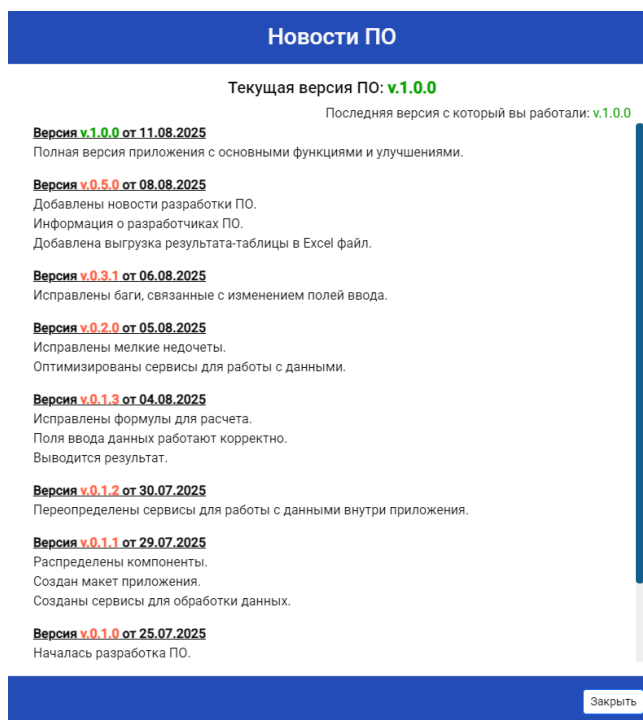 Новости ПО
Текущая версия ПО: v.1.0.0
Последняя версия с который вы работали: v.1.0.0
Версия v.1.0.0 от 11.08.2025
Полная версия приложения с основными функциями и улучшениями.
Версия v.0.5.0 от 08.08.2025
Добавлены новости разработки ПО.
Информация о разработчиках ПО.
Добавлена выгрузка результата-таблицы в Excel файл.
Версия v.0.3.1 от 06.08.2025
Исправлены баги, связанные с изменением полей ввода.
Версия v.0.2.0 от 05.08.2025
Исправлены мелкие недочеты.
Оптимизированы сервисы для работы с данными.
Версия v.0.1.3 от 04.08.2025
Исправлены формулы для расчета.
Поля ввода данных работают корректно.
Выводится результат.
Версия v.0.1.2 от 30.07.2025
Переопределены сервисы для работы с данными внутри приложения.
Версия v.0.1.1 от 29.07.2025
Распределены компоненты.
Создан макет приложения.
Созданы сервисы для обработки данных.
Версия v.0.1.0 от 25.07.2025
Началась разработка ПО.
Закрыть